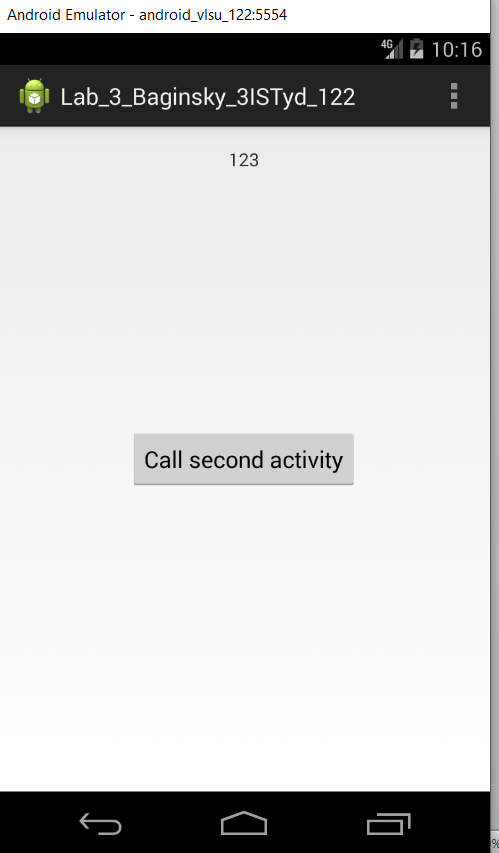 Android Emulator - android_vlsu_122:5554
4G 10:16
Lab_3_Baginsky_3ISTyd_122
123
Call second activity
%